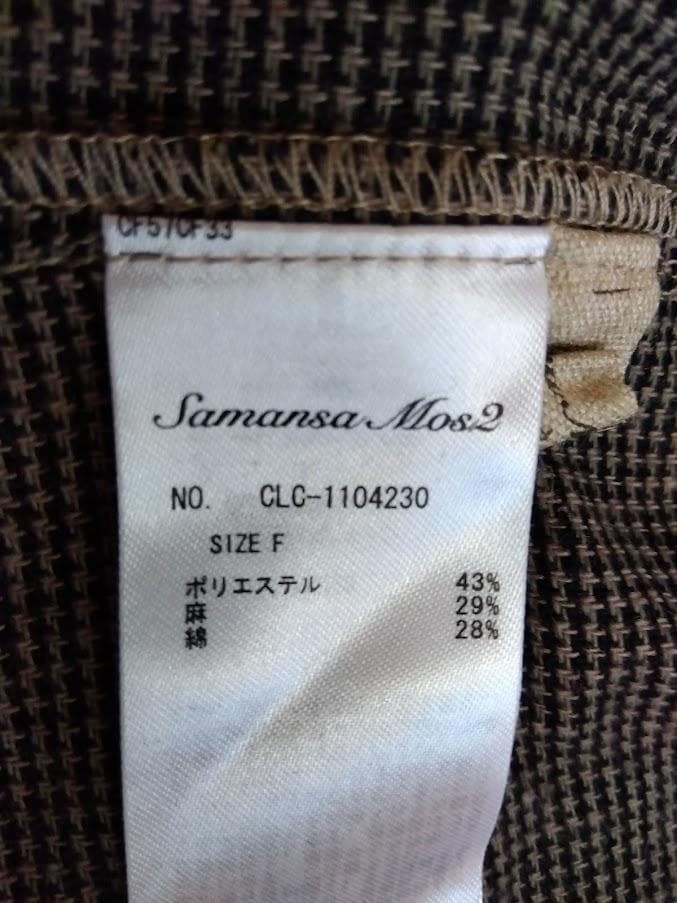 CF57CF33
Samansa Mos2
NO. CLC-1104230
SIZE F
ポリエステル 43%
麻 29%
綿 28%